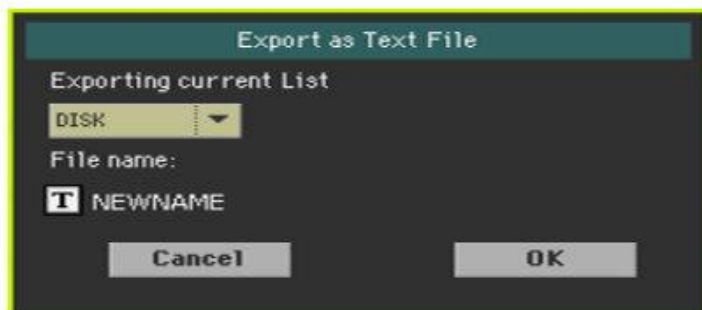 Export as Text File
Exporting current List
DISK
File name:
T NEWNAME
Cancel OK